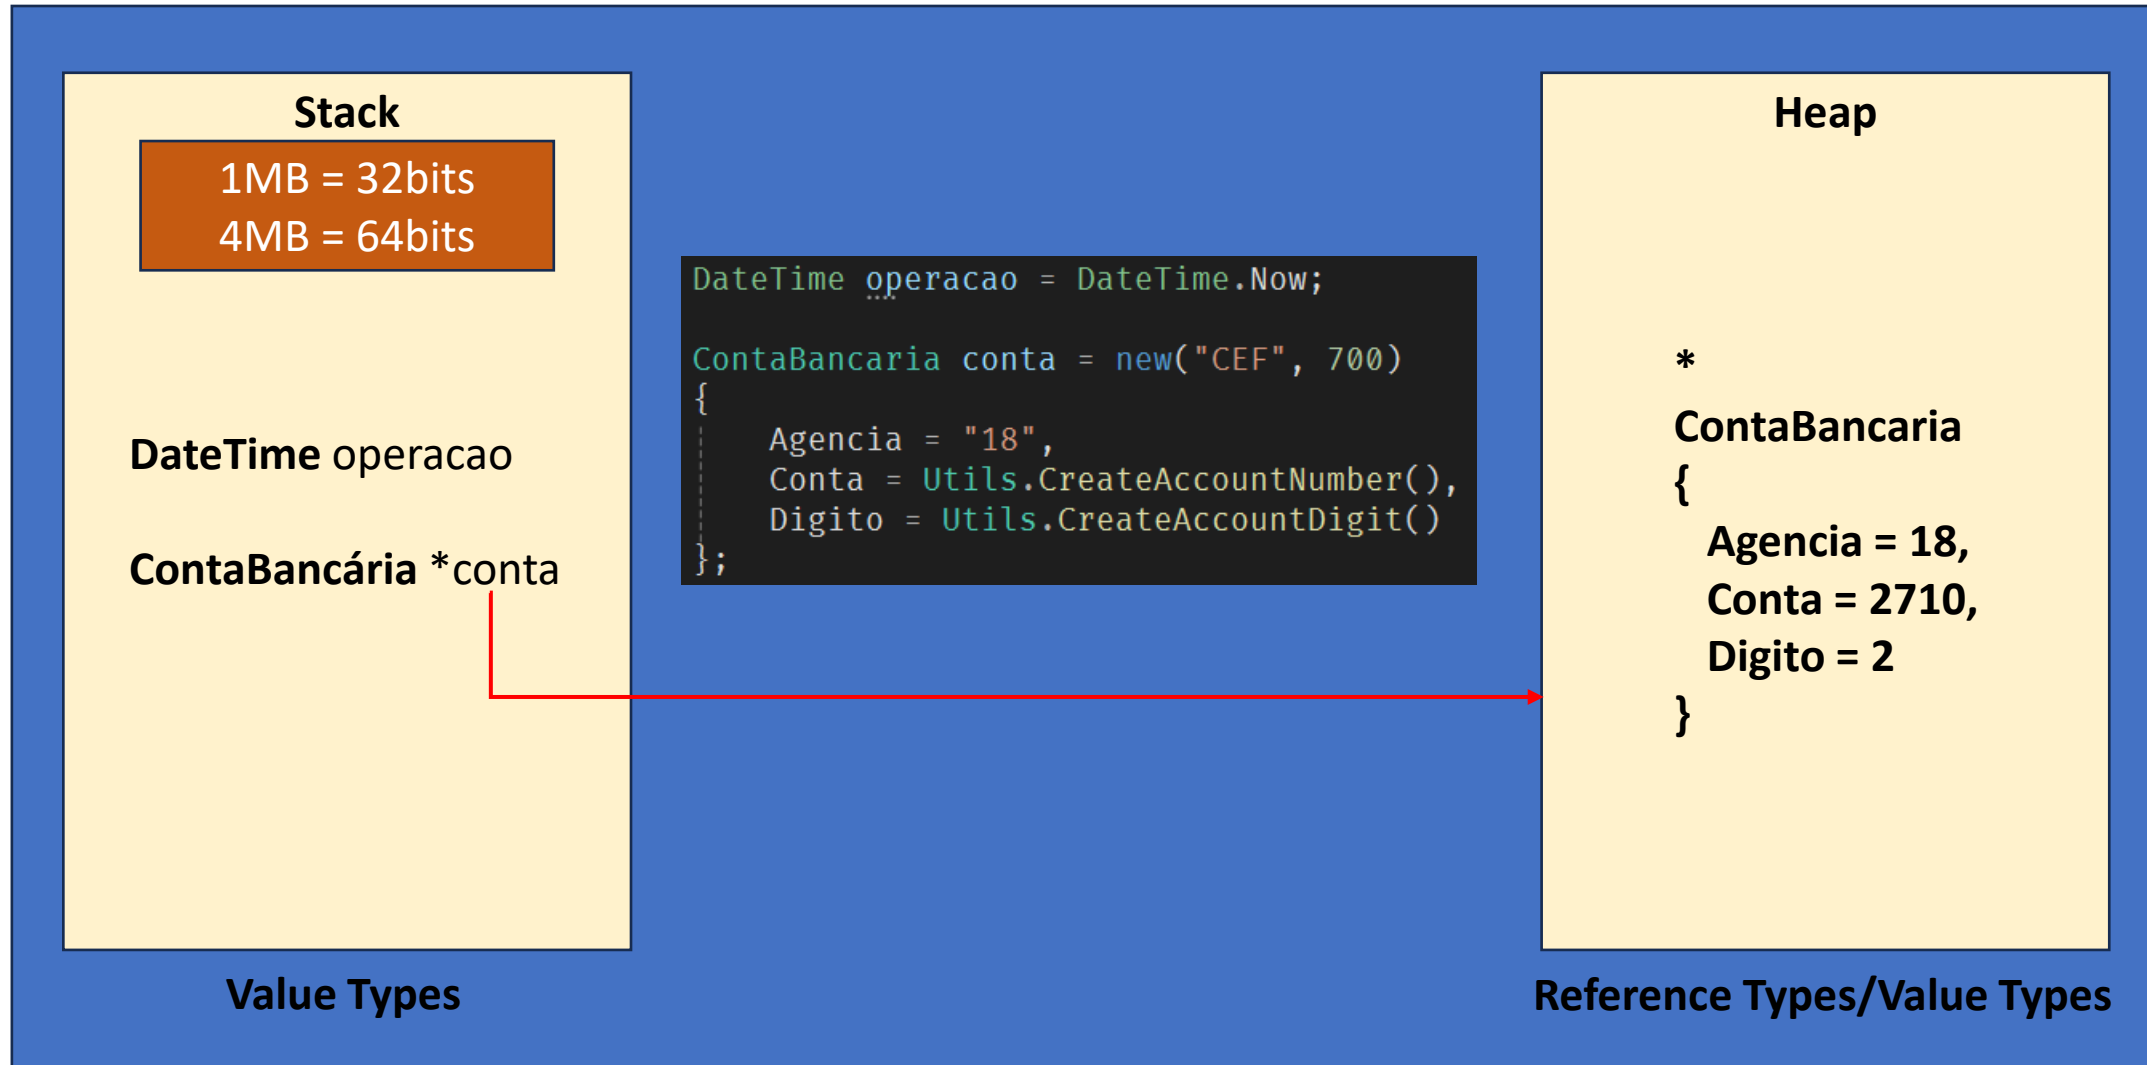 Stack
1MB = 32bits
4MB = 64bits
DateTime operacao
ContaBancária *conta
Value Types
DateTime operacao = DateTime.Now;
ContaBancaria conta = new("CEF", 700)
{
Agencia = "18",
Conta = Utils.CreateAccountNumber(),
Digito = Utils.CreateAccountDigit()
};
Heap
*
ContaBancaria
{
Agencia = 18,
Conta = 2710,
Digito = 2
}
Reference Types/Value Types